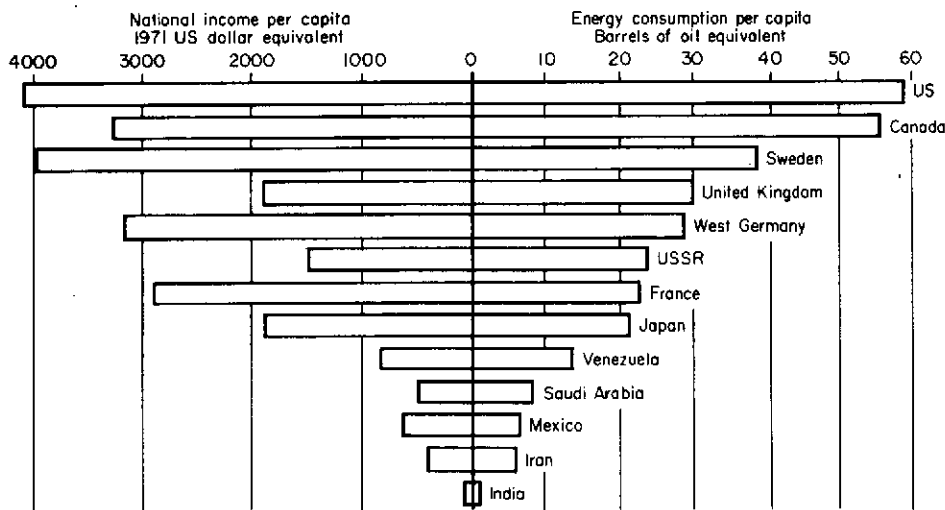 National income per capita
1971 US dollar equivalent
Energy consumption per capita
Barrels of oil equivalent
4000 3000 2000 1000 0 10 20 30 40 50 60
US
Canada
Sweden
United Kingdom
West Germany
USSR
France
Japan
Venezuela
Saudi Arabia
Mexico
Iran
India